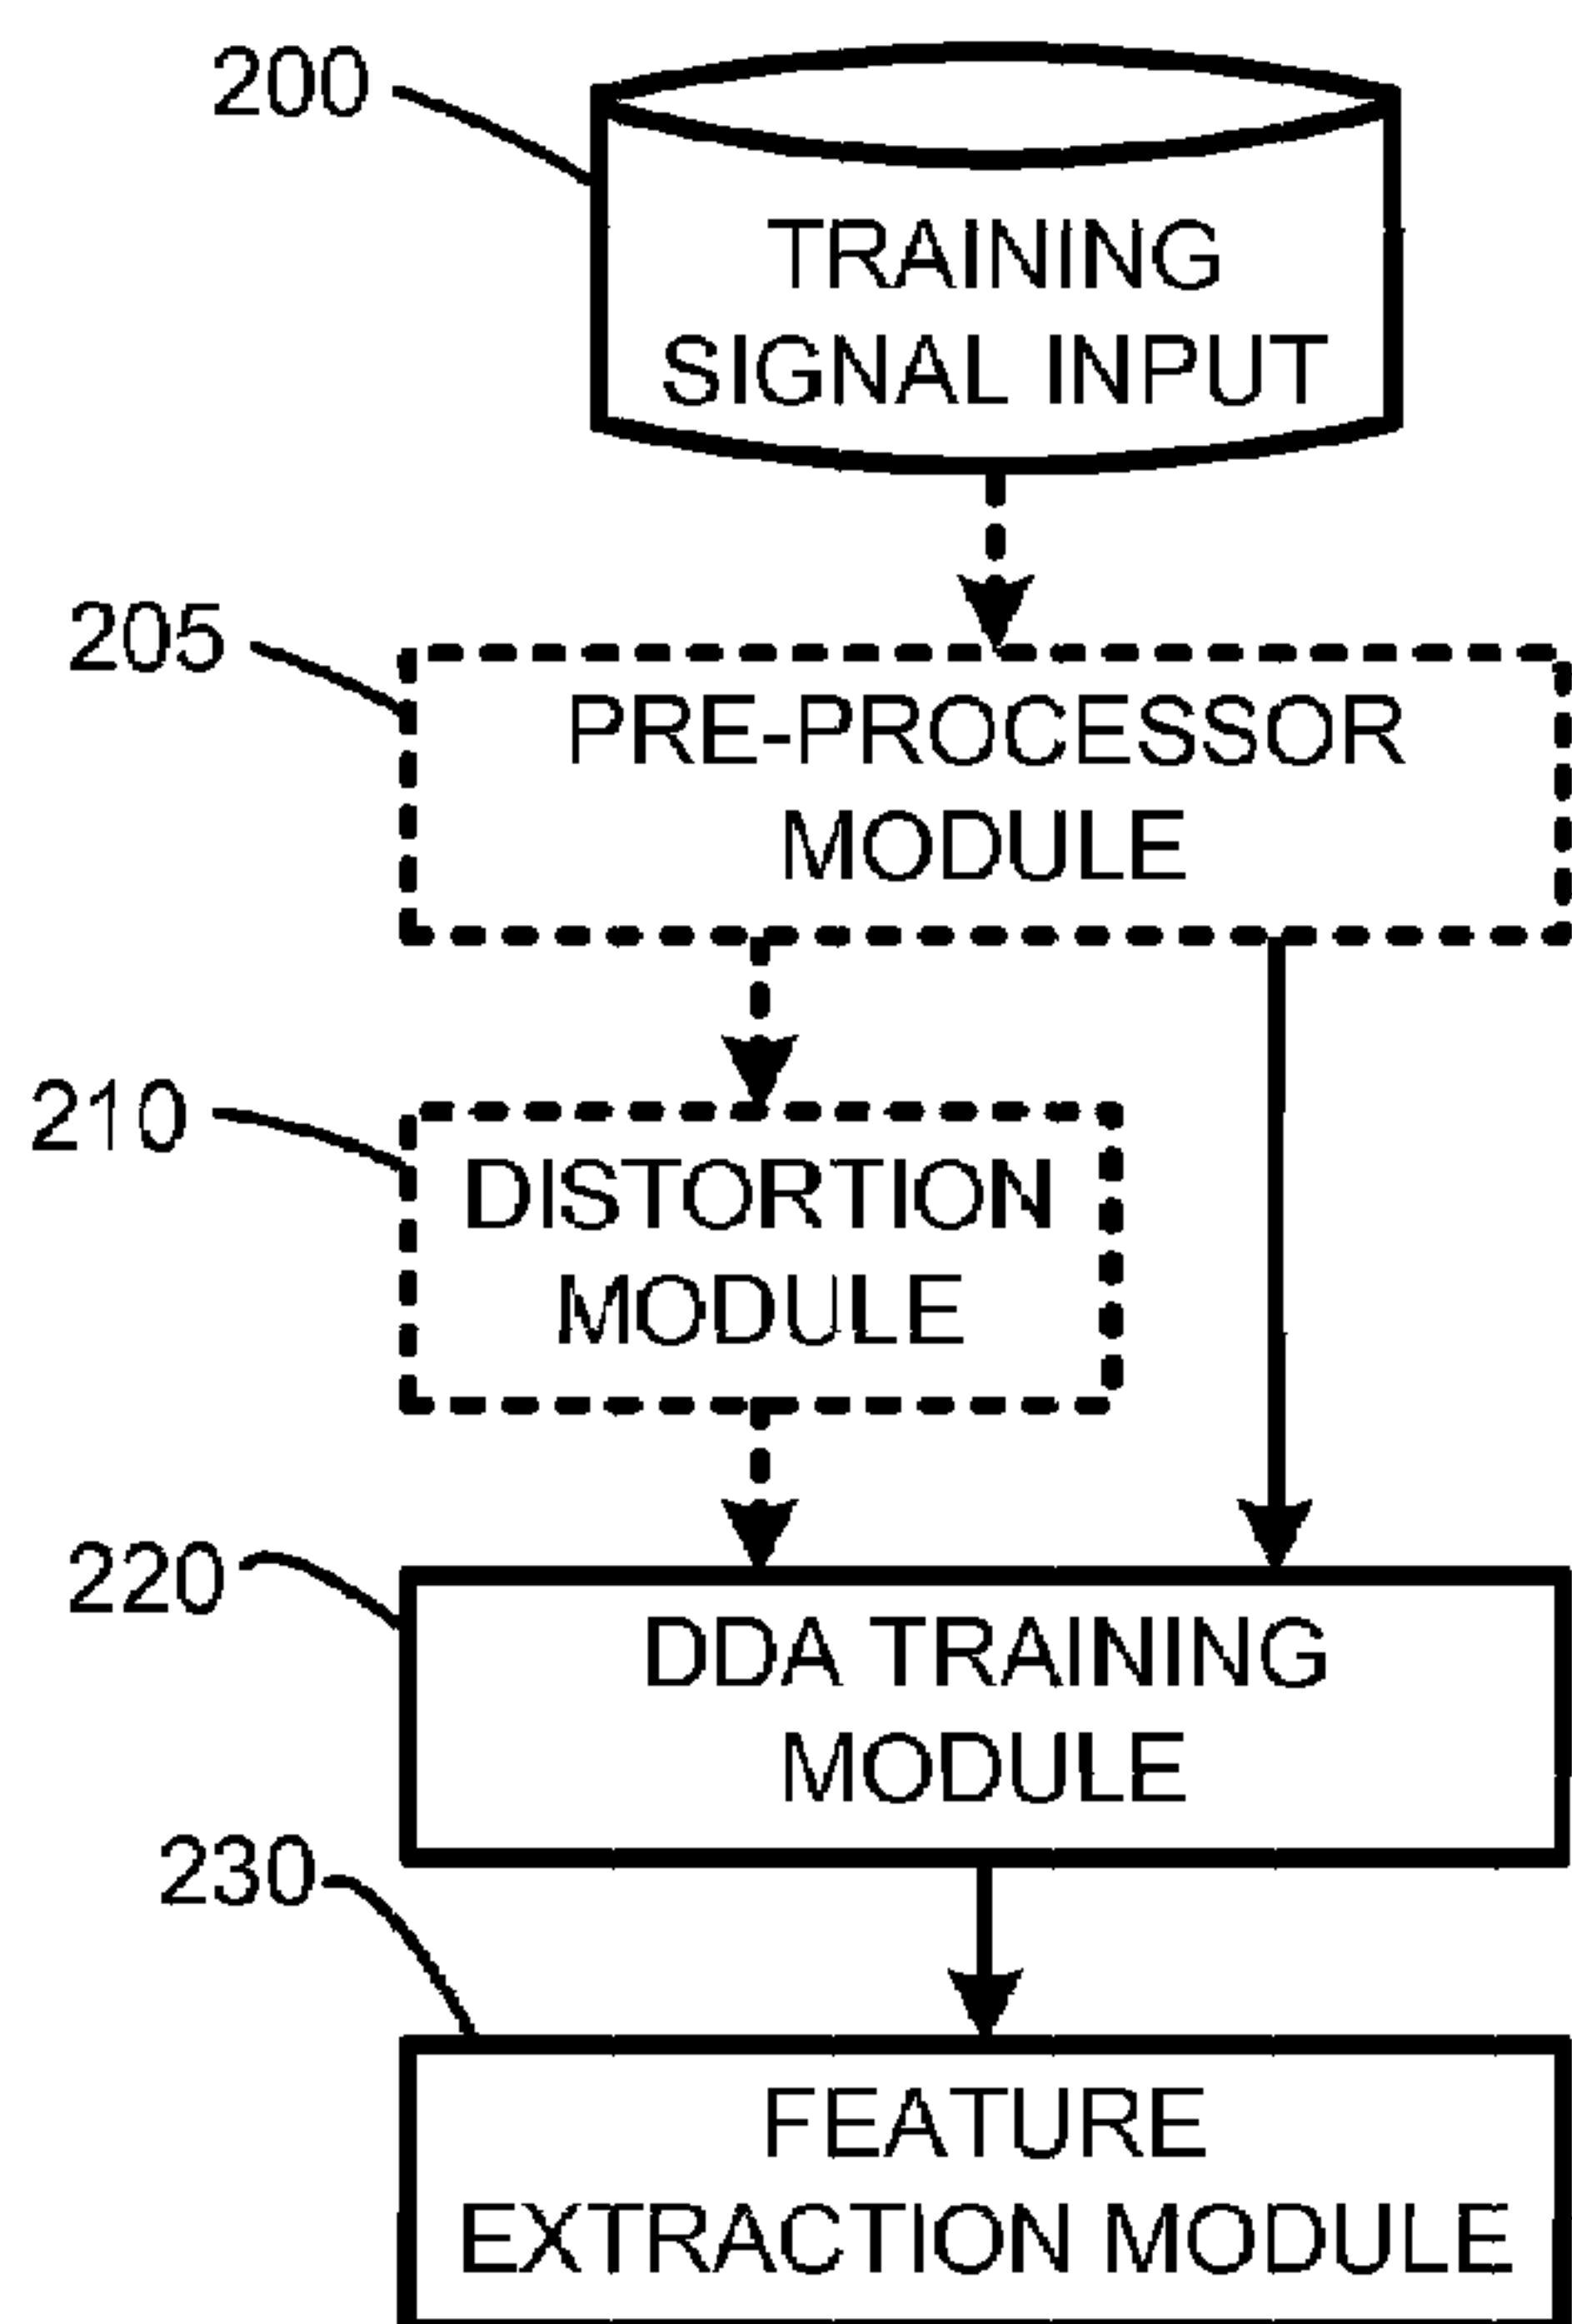 200
TRAINING
SIGNAL INPUT
205
PRE-PROCESSOR
MODULE
210
DISTORTION
MODULE
220
DDA TRAINING
MODULE
230
FEATURE
EXTRACTION MODULE